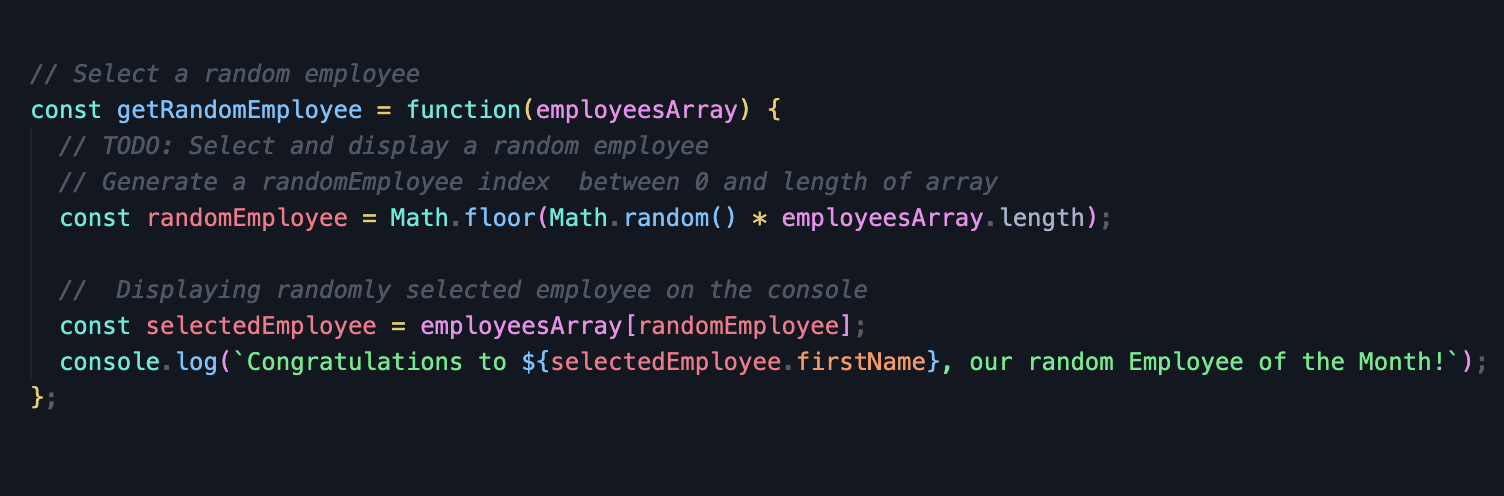 // Select a random employee
const getRandomEmployee = function(employeesArray) {
  // TODO: Select and display a random employee
  // Generate a randomEmployee index  between 0 and length of array
  const randomEmployee = Math.floor(Math.random() * employeesArray.length);

  //  Displaying randomly selected employee on the console
  const selectedEmployee = employeesArray[randomEmployee];
  console.log(`Congratulations to ${selectedEmployee.firstName}, our random Employee of the Month!`);
};